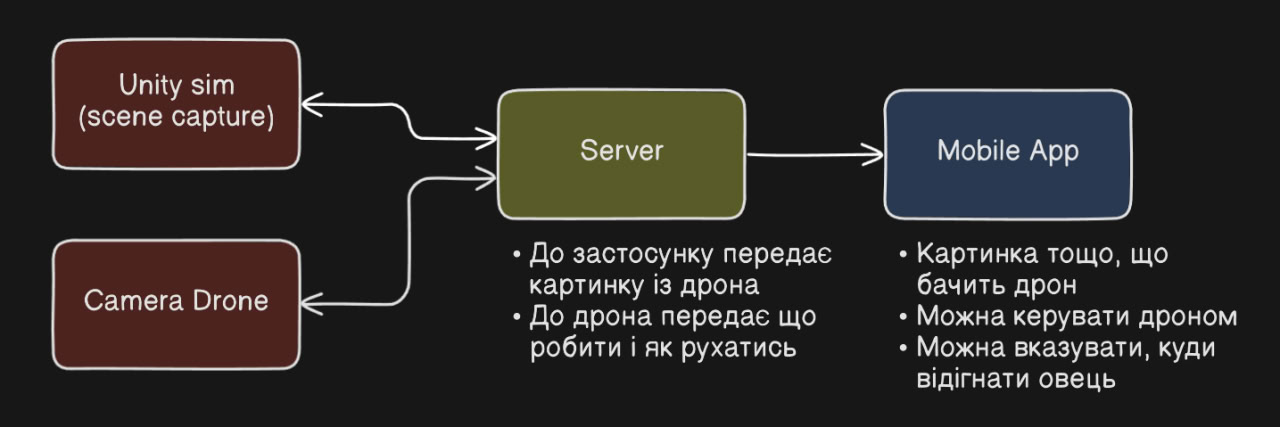 Unity sim
(scene capture)
Server
Mobile App
Camera Drone
• До застосунку передає
картинку із дрона
• До дрона передає що
робити і як рухатись
• Картинка тощо, що
бачить дрон
• Можна керувати дроном
• Можна вказувати, куди
відігнати овець